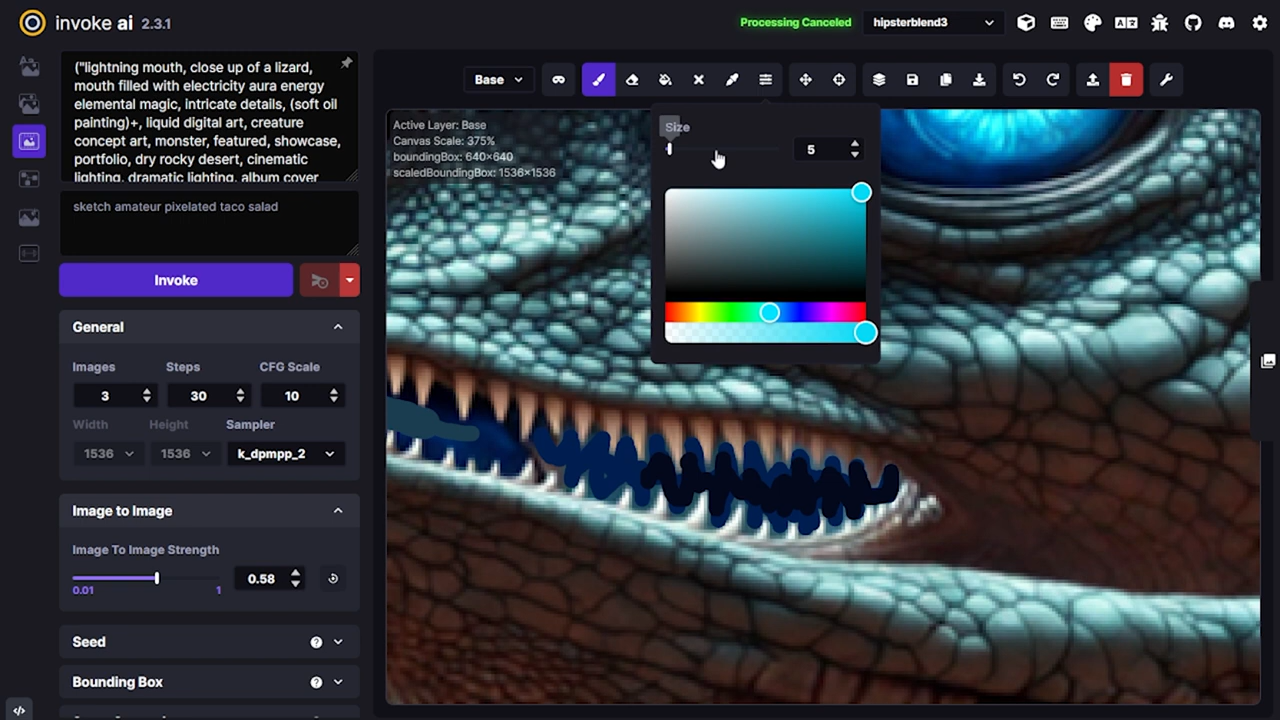 invoke ai 2.3.1
Processing Canceled
hipsterblend3
("lightning mouth, close up of a lizard,
mouth filled with electricity aura energy
elemental magic, intricate details, (soft oil
painting)+, liquid digital art, creature
concept art, monster, featured, showcase,
portfolio, dry rocky desert, cinematic
lighting, dramatic lighting, album cover
sketch amateur pixelated taco salad
Invoke
General
Images Steps CFG Scale
3 30 10
Width Height Sampler
1536 1536 k_dpmpp_2
Image to Image
Image To Image Strength
0.58
0.01 1
Seed
Bounding Box
Base
Active Layer: Base
Canvas Scale: 375%
boundingBox: 640×640
scaledBoundingBox: 1536×1536
Size
5